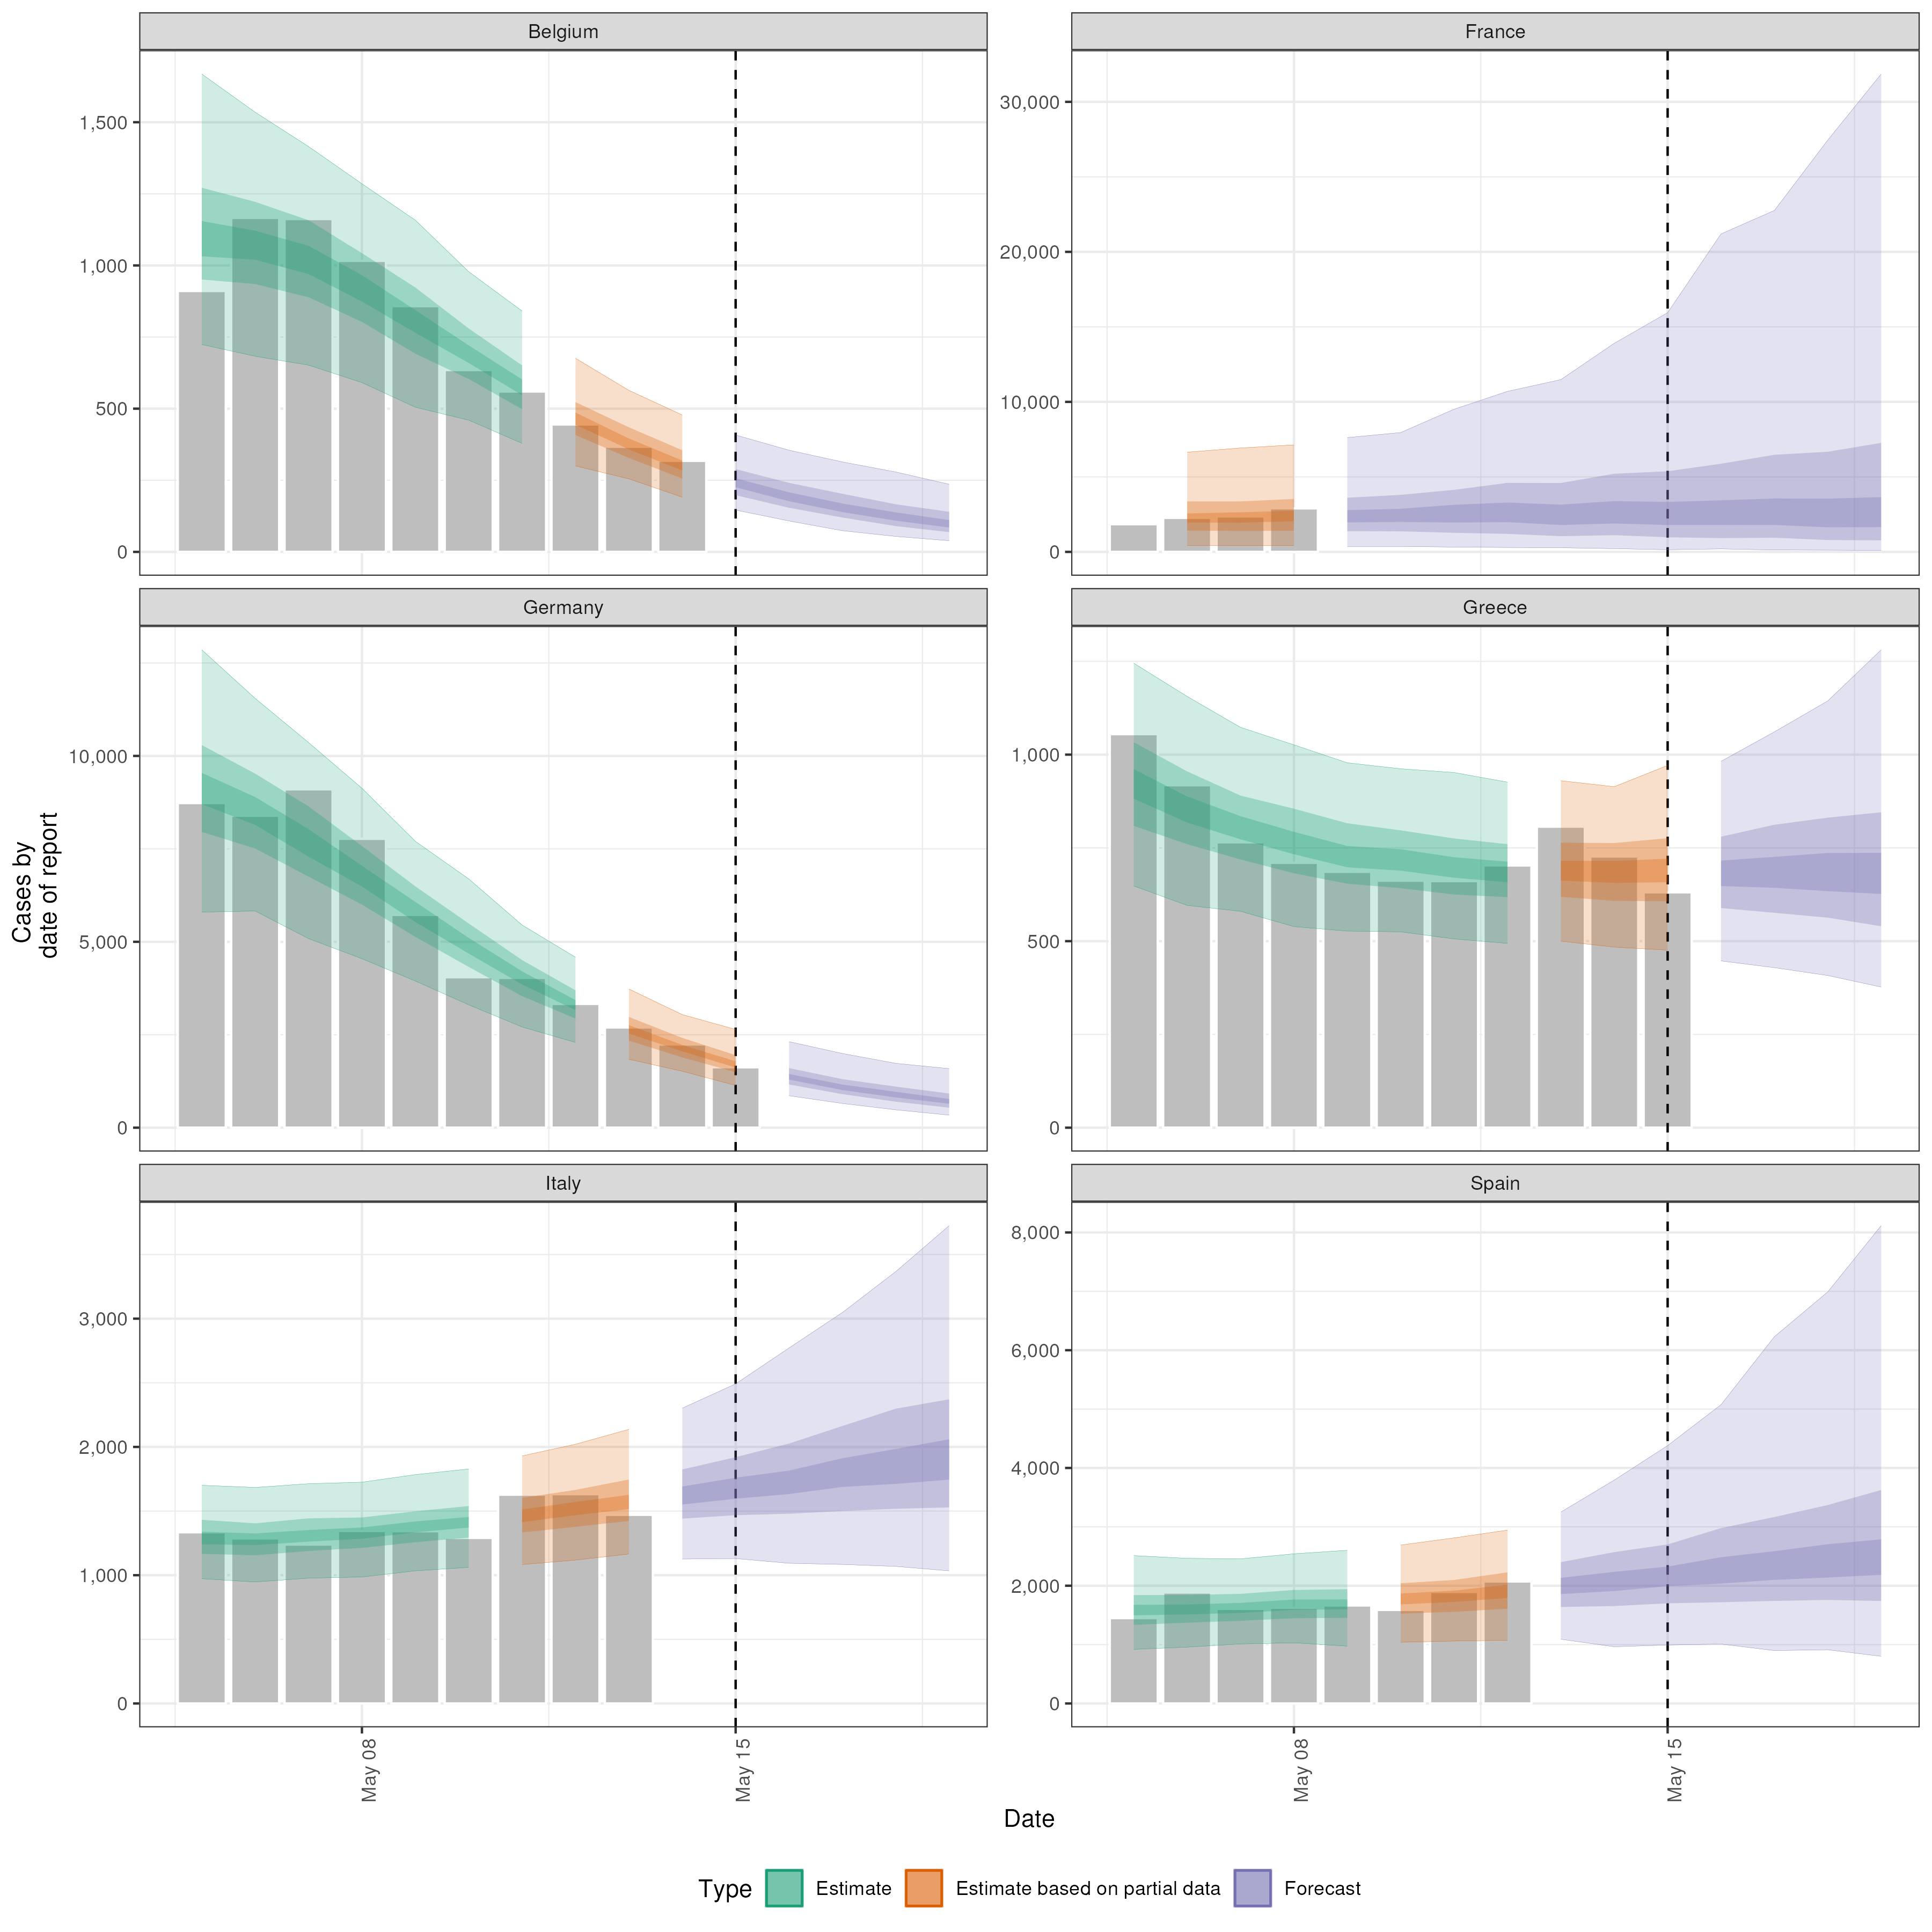 Belgium
France
1,500
1,000
500
0
30,000
20,000
10,000
0
Germany
Greece
10,000
5,000
0
1,000
500
0
Cases by
date of report
Italy
Spain
3,000
2,000
1,000
0
8,000
6,000
4,000
2,000
0
May 08
May 15
May 08
May 15
Date
Type
Estimate
Estimate based on partial data
Forecast